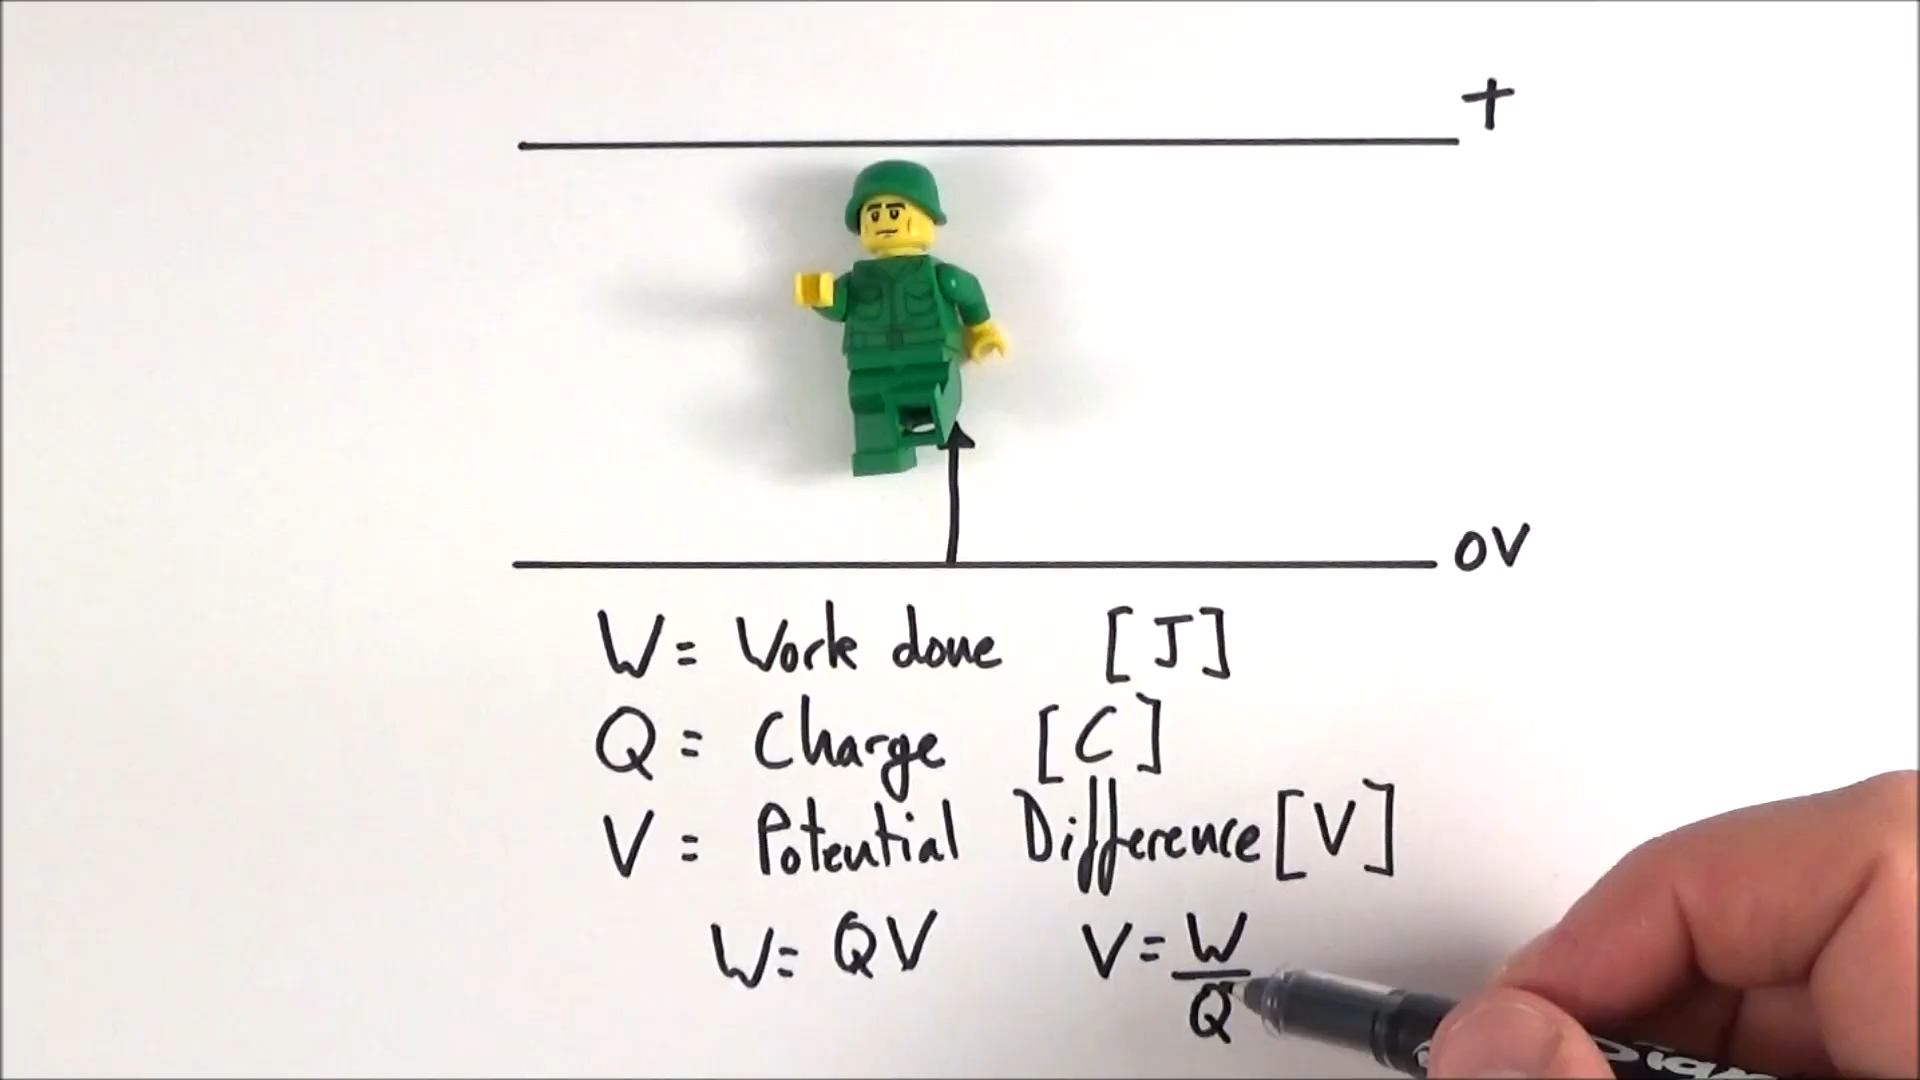 +
0V
W = Work done [J]
Q = Charge [C]
V = Potential Difference [V]
W = QV V = W/Q